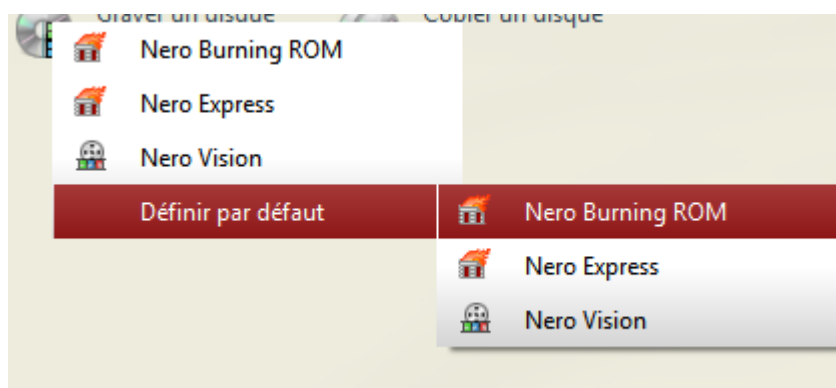 Graver un disque
Copier un disque
Nero Burning ROM
Nero Express
Nero Vision
Définir par défaut
Nero Burning ROM
Nero Express
Nero Vision